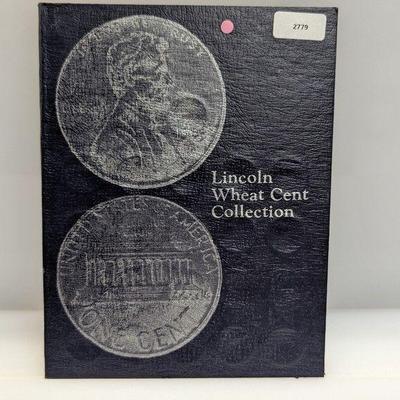 2779
Lincoln
Wheat Cent
Collection
UNITED STATES OF AMERICA
ONE CENT